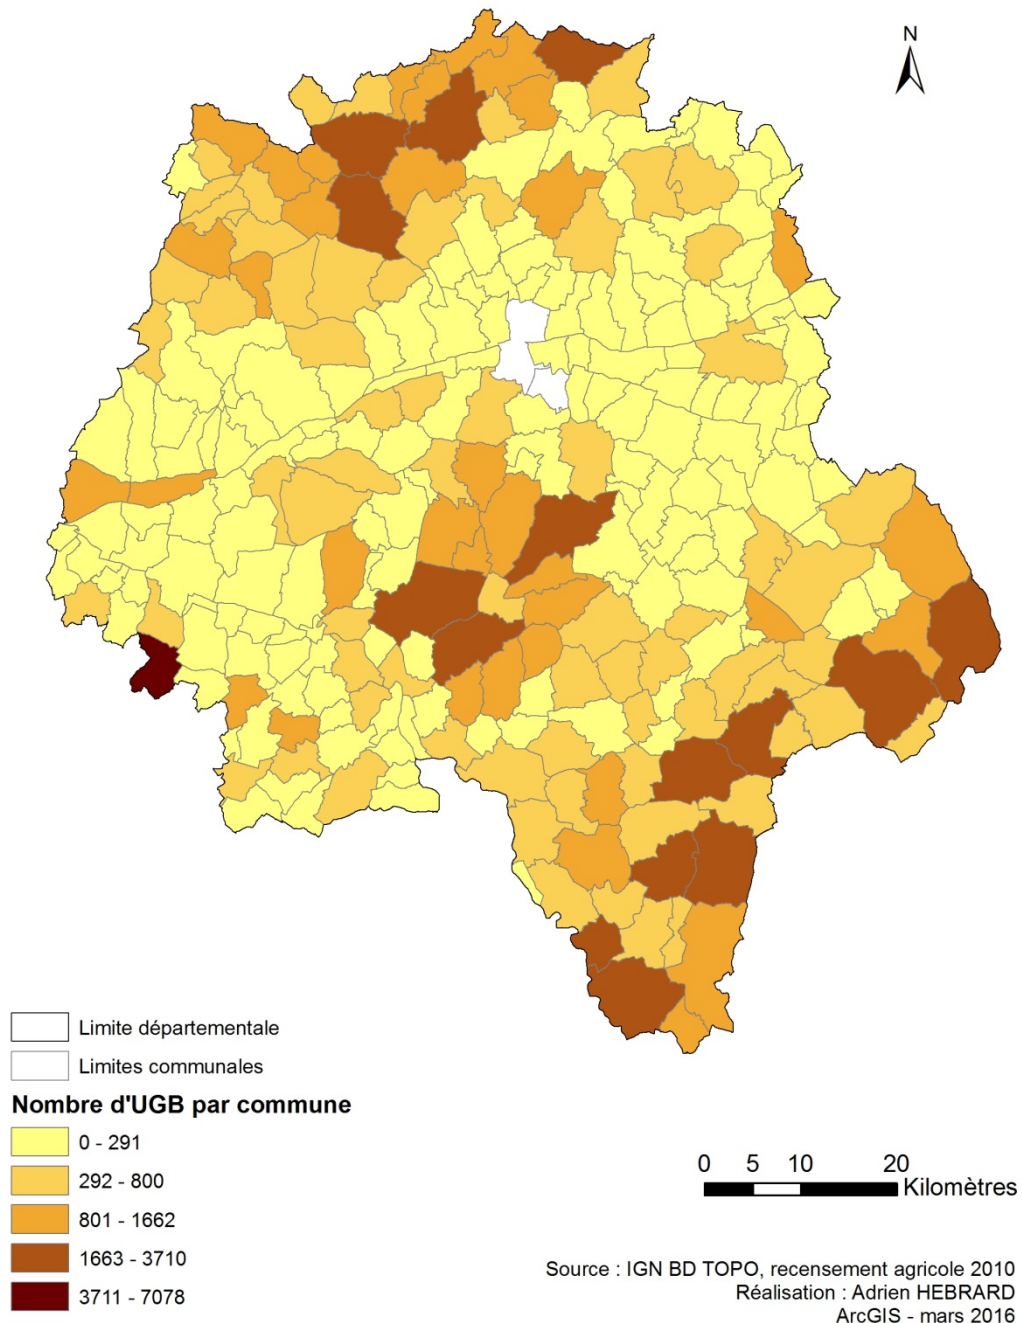 N
Limite départementale
Limites communales
Nombre d'UGB par commune
0 - 291
292 - 800
801 - 1662
1663 - 3710
3711 - 7078
0 5 10 20
Kilomètres
Source : IGN BD TOPO, recensement agricole 2010
Réalisation : Adrien HEBRARD
ArcGIS - mars 2016